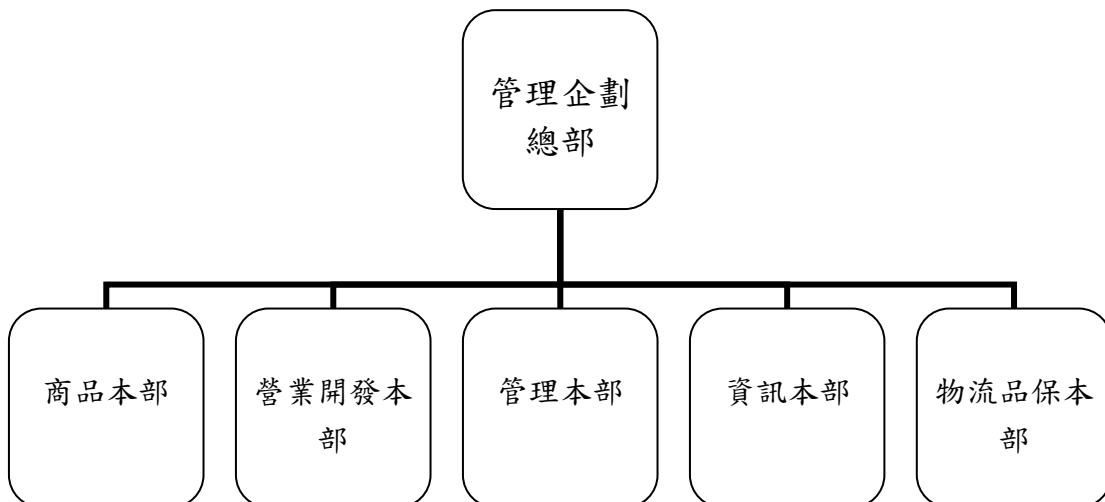 管理企劃
總部
商品本部
營業開發本
部
管理本部
資訊本部
物流品保本
部